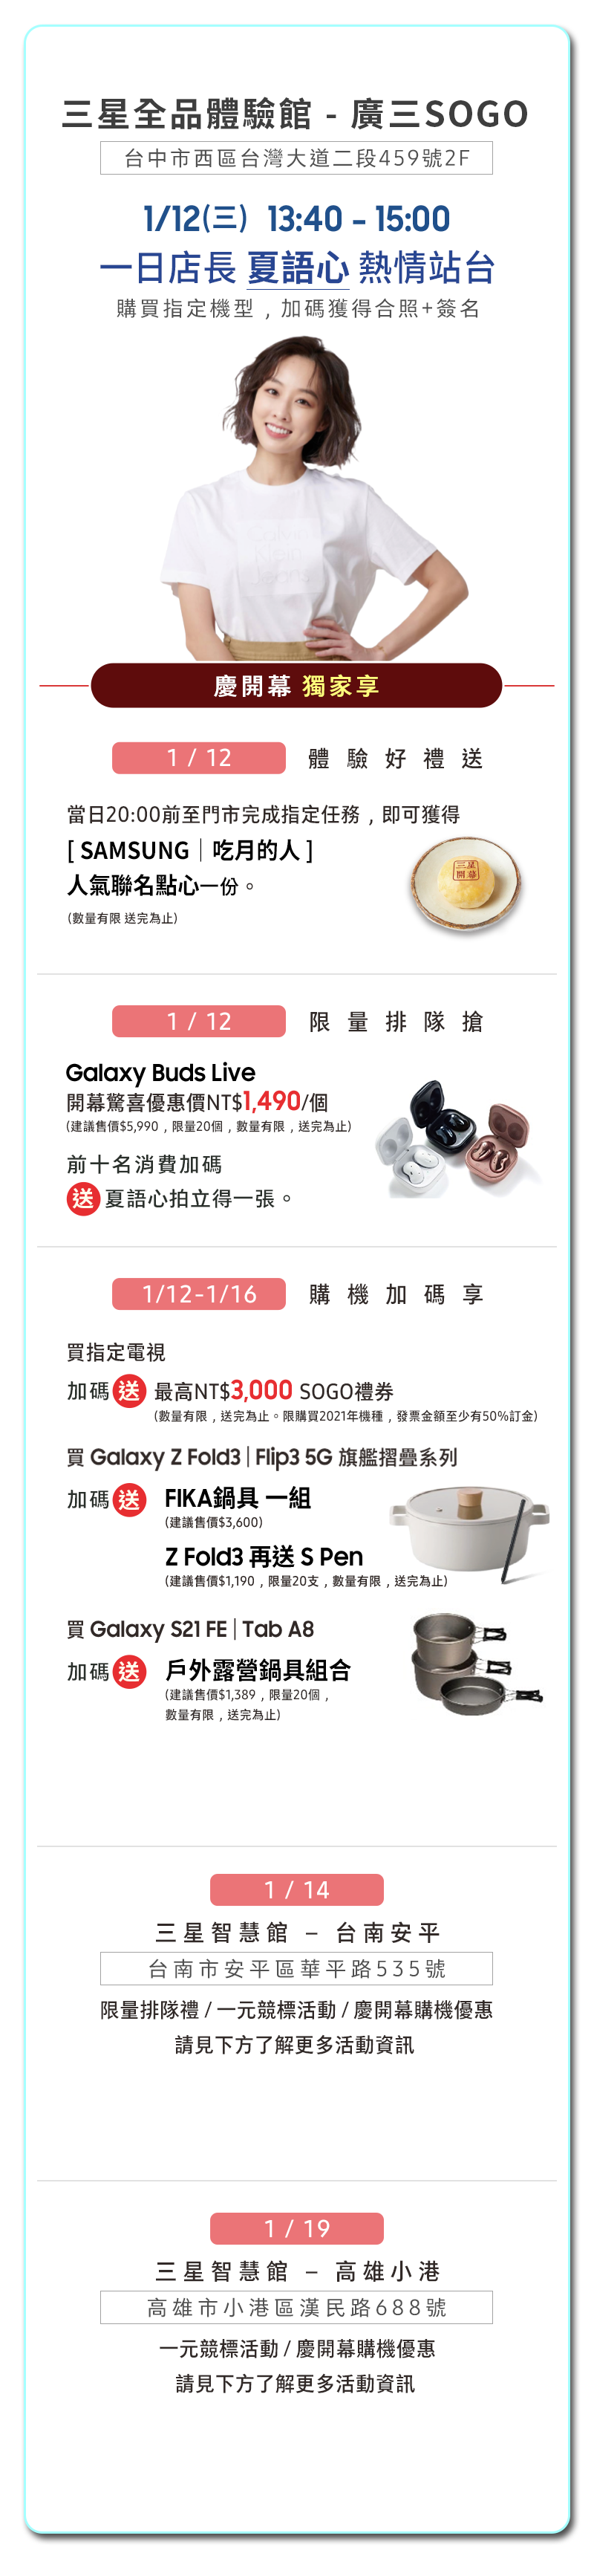 三星全品體驗館 - 廣三SOGO
台中市西區台灣大道二段459號2F
1/12(三) 13:40 - 15:00
一日店長 夏語心 熱情站台
購買指定機型，加碼獲得合照+簽名
Calvin
Klein
Jeans
慶開幕 獨家享
1 / 12 體驗好禮送
當日20:00前至門市完成指定任務，即可獲得
[ SAMSUNG｜吃月的人 ]
人氣聯名點心一份。
(數量有限 送完為止)
三星
開幕
1 / 12 限量排隊搶
Galaxy Buds Live
開幕驚喜優惠價NT$1,490/個
(建議售價$5,990，限量20個，數量有限，送完為止)
前十名消費加碼
送 夏語心拍立得一張。
1/12-1/16 購機加碼享
買指定電視
加碼 送 最高NT$3,000 SOGO禮券
(數量有限，送完為止。限購買2021年機種，發票金額至少有50%訂金)
買 Galaxy Z Fold3｜Flip3 5G 旗艦摺疊系列
加碼 送 FIKA鍋具 一組
(建議售價$3,600)
Z Fold3 再送 S Pen
(建議售價$1,190，限量20支，數量有限，送完為止)
買 Galaxy S21 FE｜Tab A8
加碼 送 戶外露營鍋具組合
(建議售價$1,389，限量20個，
數量有限，送完為止)
1 / 14
三星智慧館 – 台南安平
台南市安平區華平路535號
限量排隊禮 / 一元競標活動 / 慶開幕購機優惠
請見下方了解更多活動資訊
1 / 19
三星智慧館 – 高雄小港
高雄市小港區漢民路688號
一元競標活動 / 慶開幕購機優惠
請見下方了解更多活動資訊